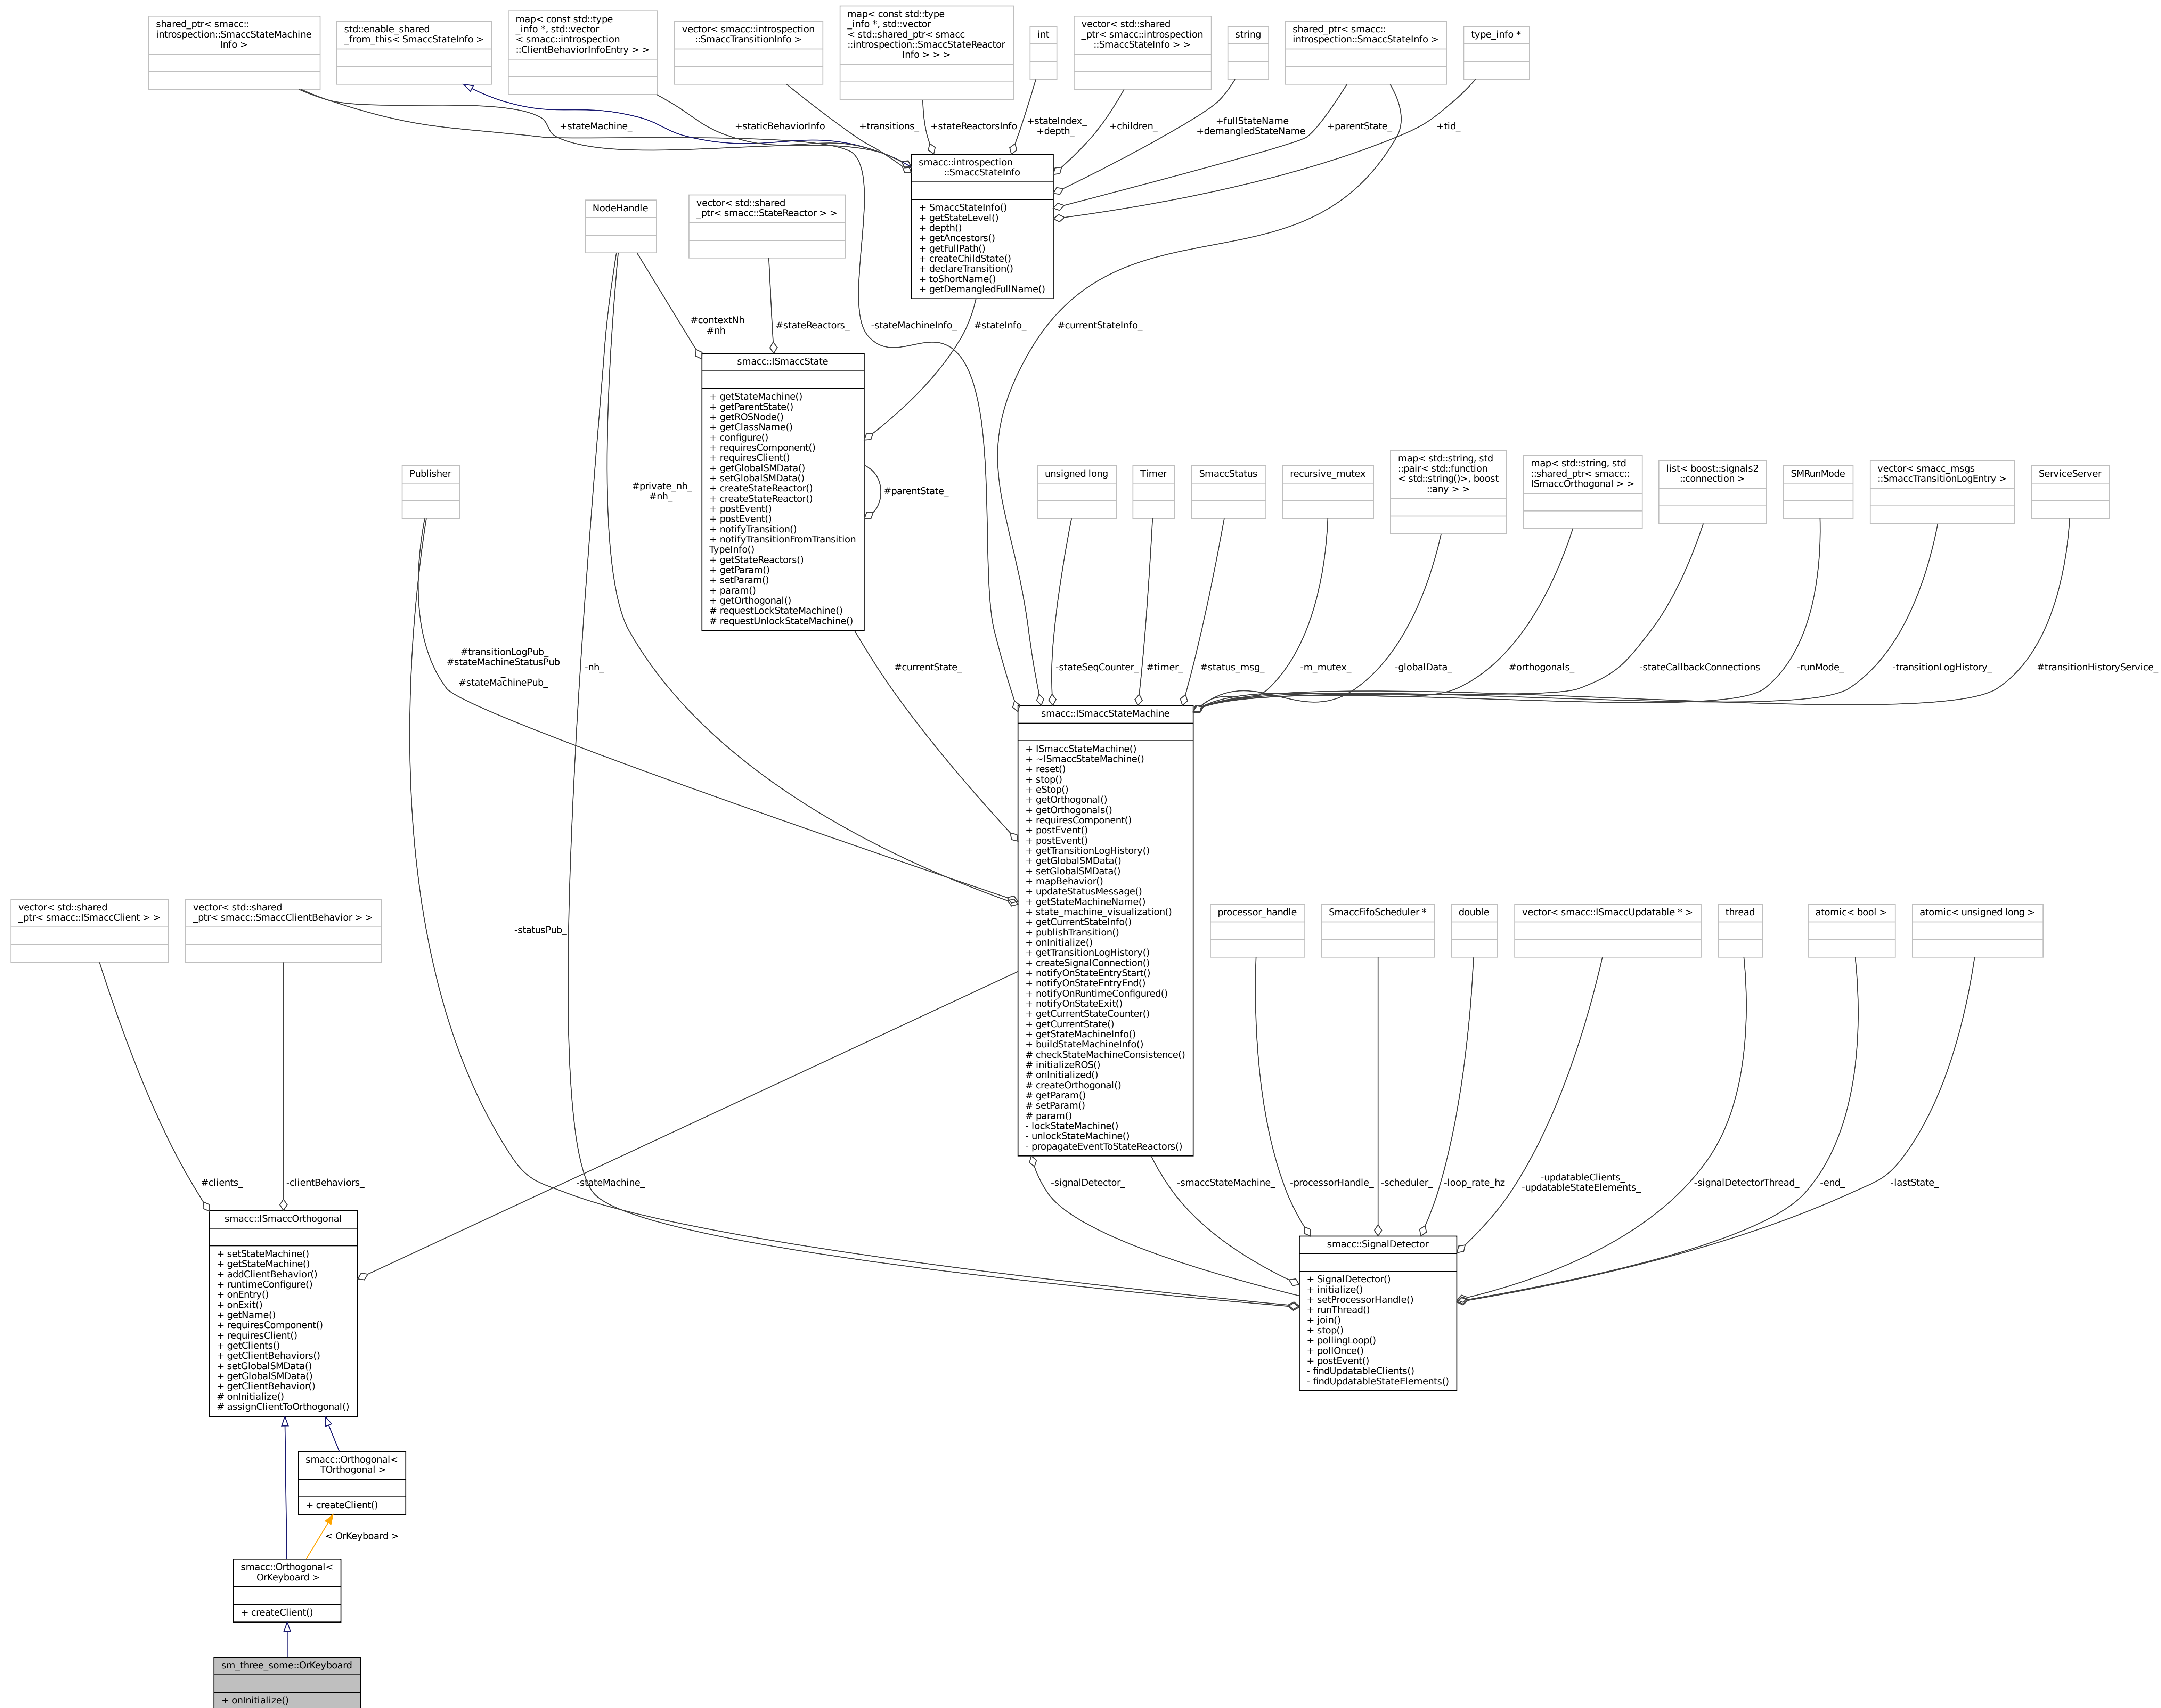 shared_ptr< smacc::
introspection::SmaccStateMachine
Info >
std::enable_shared
_from_this< SmaccStateInfo >
map< const std::type
_info *, std::vector
< smacc::introspection
::ClientBehaviorInfoEntry > >
vector< smacc::introspection
::SmaccTransitionInfo >
map< const std::type
_info *, std::vector
< std::shared_ptr< smacc
::introspection::SmaccStateReactor
Info > > >
int
vector< std::shared
_ptr< smacc::introspection
::SmaccStateInfo > >
string
shared_ptr< smacc::
introspection::SmaccStateInfo >
type_info *
+stateMachine_
+staticBehaviorInfo
+transitions_
+stateReactorsInfo
+stateIndex_
+depth_
+children_
+fullStateName
+demangledStateName
+parentState_
+tid_
smacc::introspection
::SmaccStateInfo
+ SmaccStateInfo()
+ getStateLevel()
+ depth()
+ getAncestors()
+ getFullPath()
+ createChildState()
+ declareTransition()
+ toShortName()
+ getDemangledFullName()
NodeHandle
vector< std::shared
_ptr< smacc::StateReactor > >
#contextNh
#nh
#stateReactors_
-stateMachineInfo_
#stateInfo_
#currentStateInfo_
smacc::ISmaccState
+ getStateMachine()
+ getParentState()
+ getROSNode()
+ getClassName()
+ configure()
+ requiresComponent()
+ requiresClient()
+ getGlobalSMData()
+ setGlobalSMData()
+ createStateReactor()
+ createStateReactor()
+ postEvent()
+ postEvent()
+ notifyTransition()
+ notifyTransitionFromTransition
TypeInfo()
+ getStateReactors()
+ getParam()
+ setParam()
+ param()
+ getOrthogonal()
# requestLockStateMachine()
# requestUnlockStateMachine()
#parentState_
#private_nh_
#nh_
Publisher
unsigned long
Timer
SmaccStatus
recursive_mutex
map< std::string, std
::pair< std::function
< std::string()>, boost
::any > >
map< std::string, std
::shared_ptr< smacc::
ISmaccOrthogonal > >
list< boost::signals2
::connection >
SMRunMode
vector< smacc_msgs
::SmaccTransitionLogEntry >
ServiceServer
#transitionLogPub_
#stateMachineStatusPub
_
#stateMachinePub_
-nh_
#currentState_
-stateSeqCounter_
#timer_
#status_msg_
-m_mutex_
-globalData_
#orthogonals_
-stateCallbackConnections
-runMode_
-transitionLogHistory_
#transitionHistoryService_
smacc::ISmaccStateMachine
+ ISmaccStateMachine()
+ ~ISmaccStateMachine()
+ reset()
+ stop()
+ eStop()
+ getOrthogonal()
+ getOrthogonals()
+ requiresComponent()
+ postEvent()
+ postEvent()
+ getTransitionLogHistory()
+ getGlobalSMData()
+ setGlobalSMData()
+ mapBehavior()
+ updateStatusMessage()
+ getStateMachineName()
+ state_machine_visualization()
+ getCurrentStateInfo()
+ publishTransition()
+ onInitialize()
+ getTransitionLogHistory()
+ createSignalConnection()
+ notifyOnStateEntryStart()
+ notifyOnStateEntryEnd()
+ notifyOnRuntimeConfigured()
+ notifyOnStateExit()
+ getCurrentStateCounter()
+ getCurrentState()
+ getStateMachineInfo()
+ buildStateMachineInfo()
# checkStateMachineConsistence()
# initializeROS()
# onInitialized()
# createOrthogonal()
# getParam()
# setParam()
# param()
- lockStateMachine()
- unlockStateMachine()
- propagateEventToStateReactors()
vector< std::shared
_ptr< smacc::ISmaccClient > >
vector< std::shared
_ptr< smacc::SmaccClientBehavior > >
-statusPub_
processor_handle
SmaccFifoScheduler *
double
vector< smacc::ISmaccUpdatable * >
thread
atomic< bool >
atomic< unsigned long >
#clients_
-clientBehaviors_
-stateMachine_
-signalDetector_
-smaccStateMachine_
-processorHandle_
-scheduler_
-loop_rate_hz
-updatableClients_
-updatableStateElements_
-signalDetectorThread_
-end_
-lastState_
smacc::ISmaccOrthogonal
+ setStateMachine()
+ getStateMachine()
+ addClientBehavior()
+ runtimeConfigure()
+ onEntry()
+ onExit()
+ getName()
+ requiresComponent()
+ requiresClient()
+ getClients()
+ getClientBehaviors()
+ setGlobalSMData()
+ getGlobalSMData()
+ getClientBehavior()
# onInitialize()
# assignClientToOrthogonal()
smacc::SignalDetector
+ SignalDetector()
+ initialize()
+ setProcessorHandle()
+ runThread()
+ join()
+ stop()
+ pollingLoop()
+ pollOnce()
+ postEvent()
- findUpdatableClients()
- findUpdatableStateElements()
smacc::Orthogonal<
TOrthogonal >
+ createClient()
< OrKeyboard >
smacc::Orthogonal<
OrKeyboard >
+ createClient()
sm_three_some::OrKeyboard
+ onInitialize()